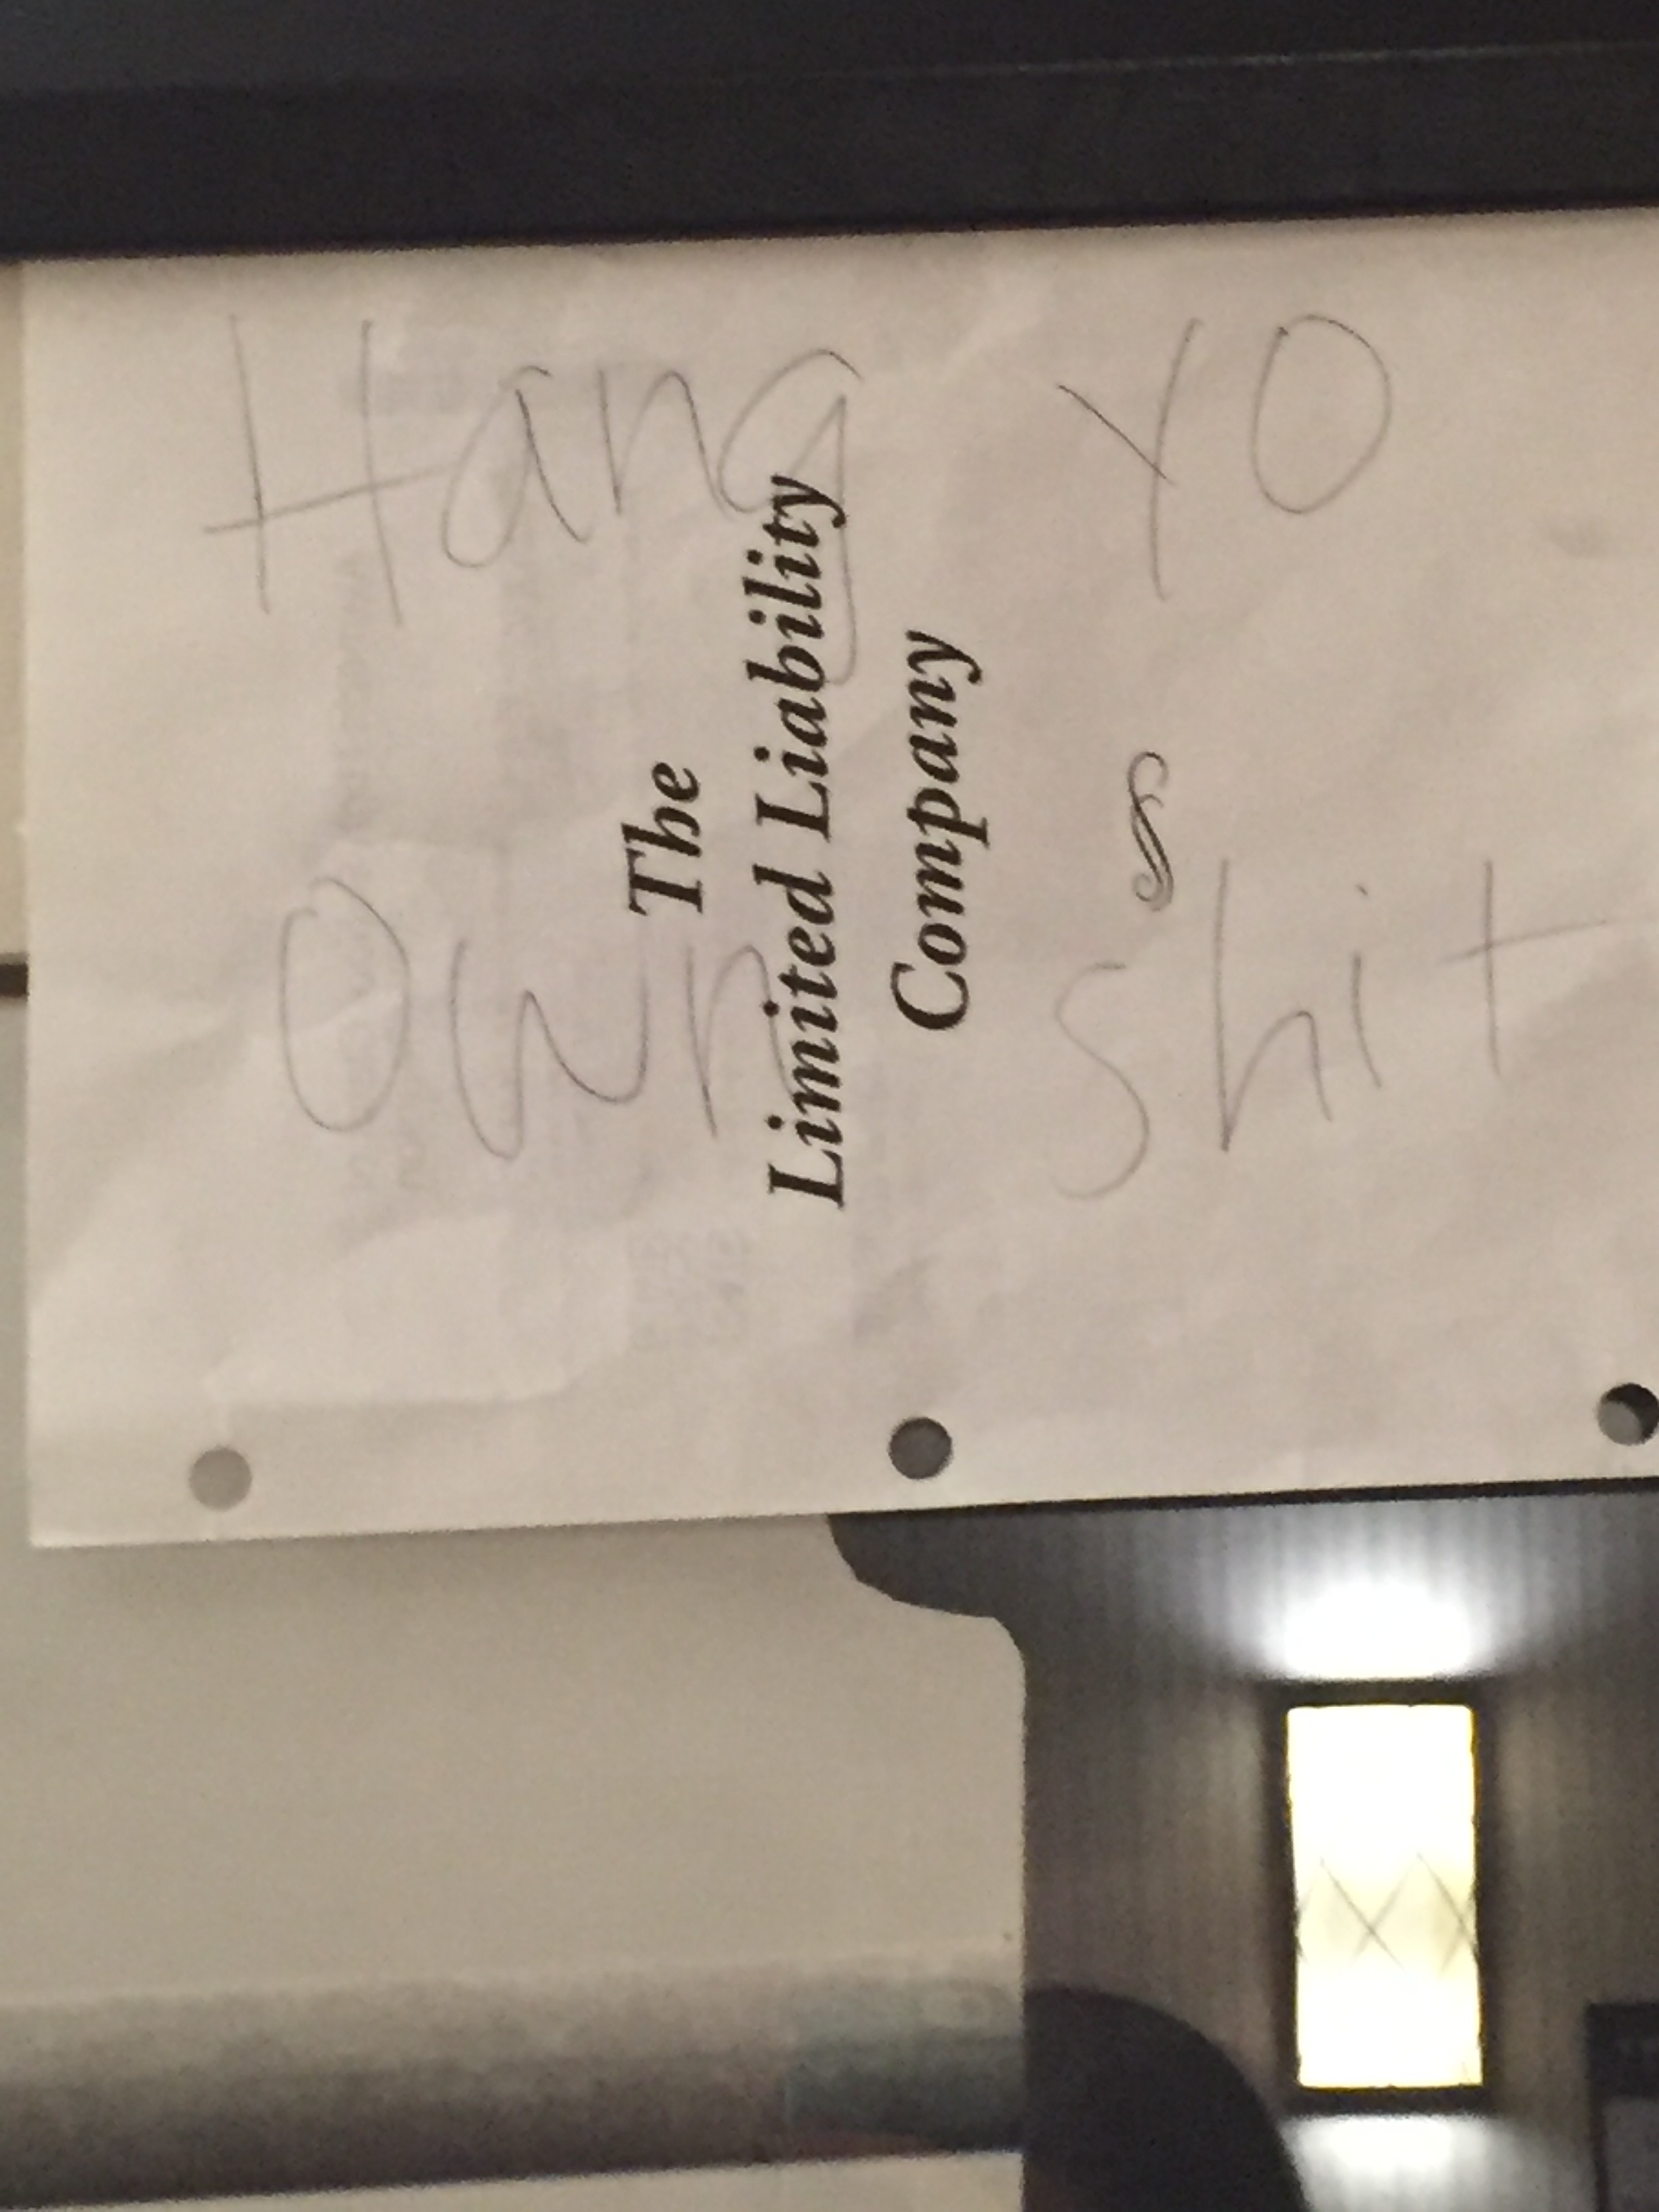 Hang YO
Own Shit
The
Limited Liability
Company